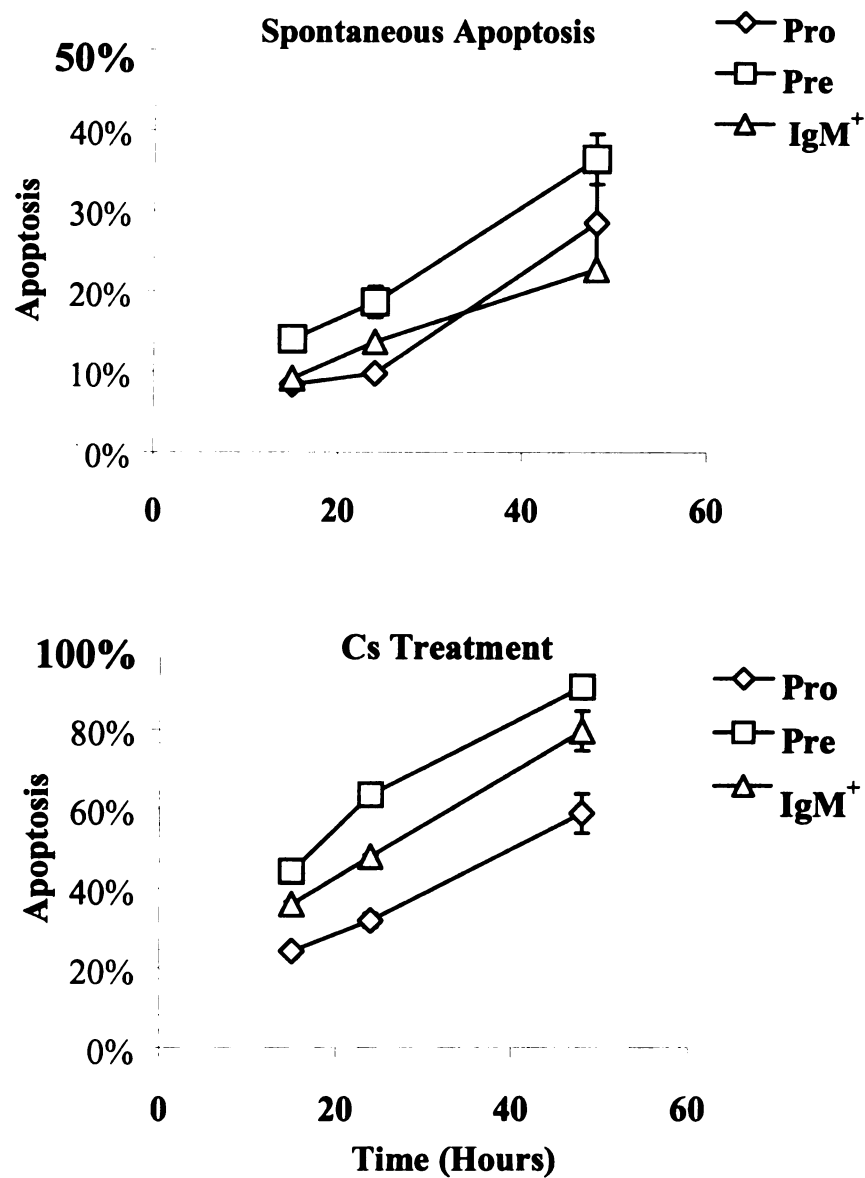 Spontaneous Apoptosis
50%
40%
30%
20%
10%
0%
Apoptosis
0 20 40 60
Pro
Pre
IgM+
Cs Treatment
100%
80%
60%
40%
20%
0%
Apoptosis
0 20 40 60
Time (Hours)
Pro
Pre
IgM+